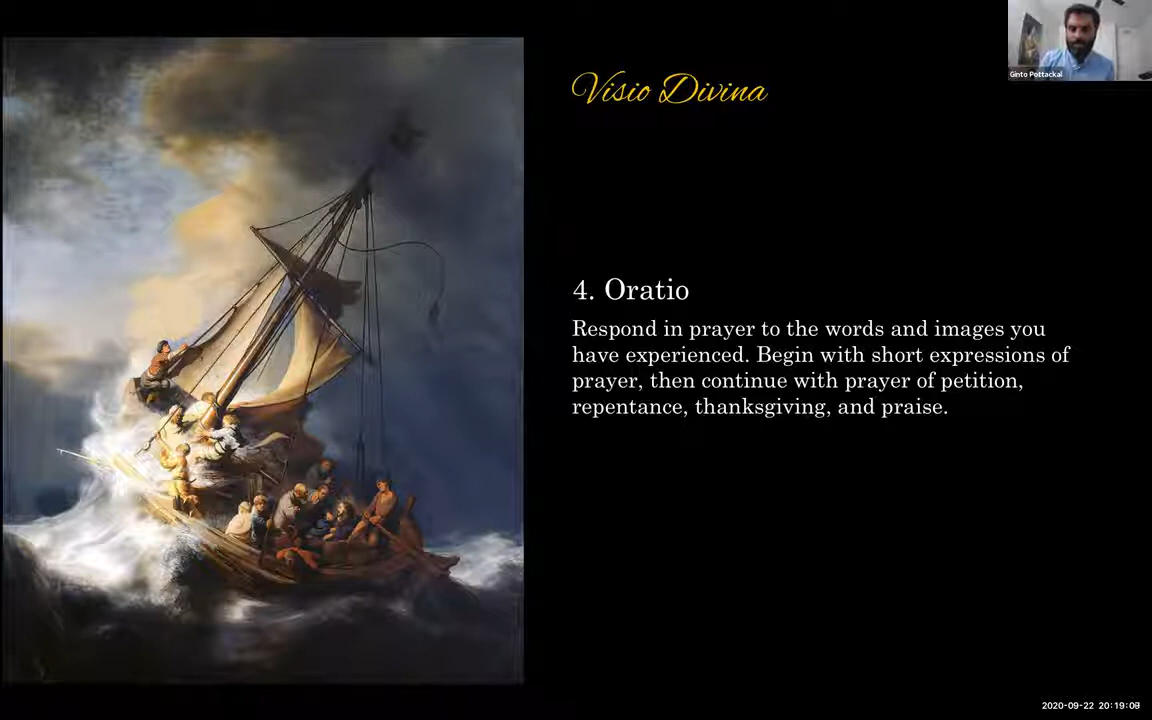 Visio Divina
Ginto Pottackal
4. Oratio
Respond in prayer to the words and images you
have experienced. Begin with short expressions of
prayer, then continue with prayer of petition,
repentance, thanksgiving, and praise.
2020-09-22 20:19:09